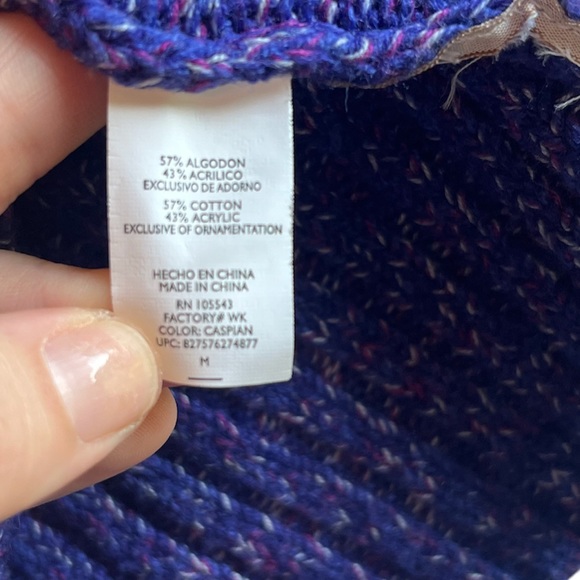 57% ALGODON
43% ACRILICO
EXCLUSIVO DE ADORNO
57% COTTON
43% ACRYLIC
EXCLUSIVE OF ORNAMENTATION
HECHO EN CHINA
MADE IN CHINA
RN 105543
FACTORY# WK
COLOR: CASPIAN
UPC: 827576274877
M